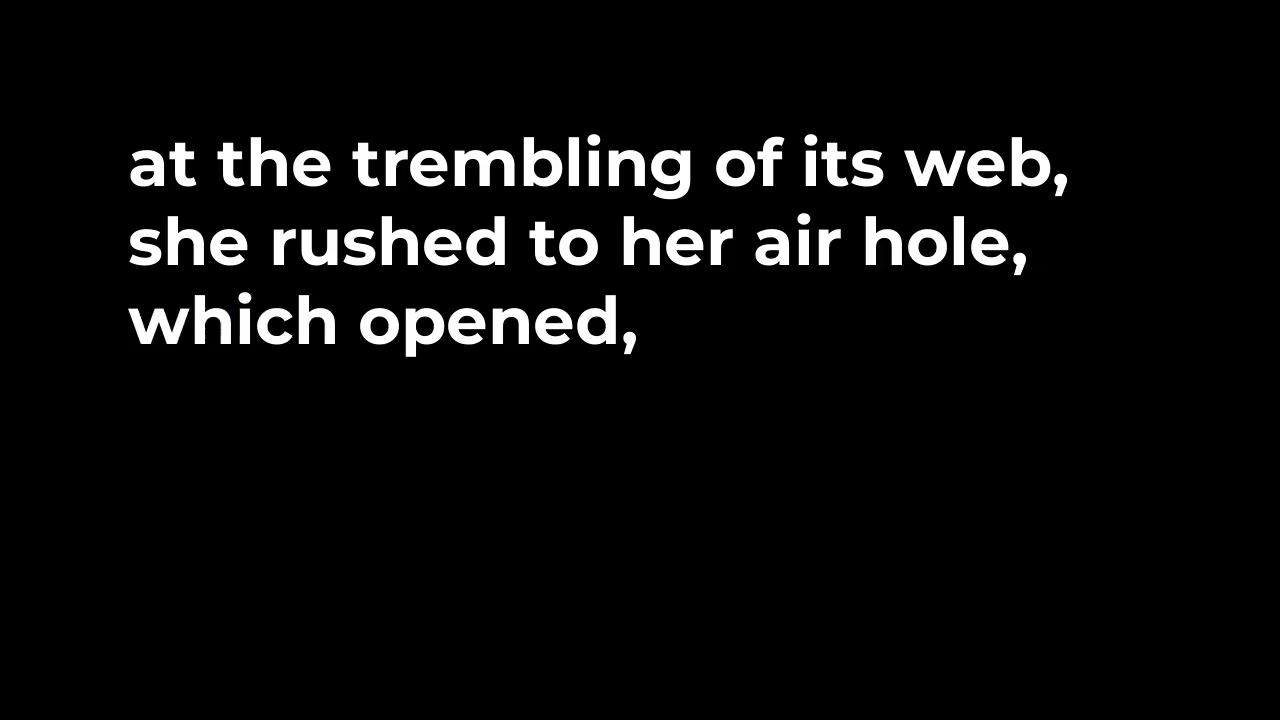 at the trembling of its web,
she rushed to her air hole,
which opened,